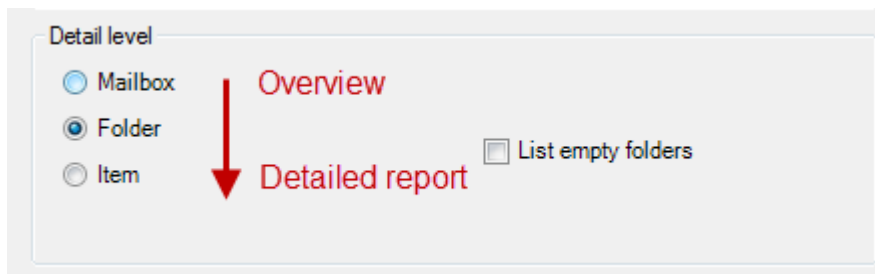 Detail level
Mailbox
Overview
Folder
List empty folders
Item
Detailed report